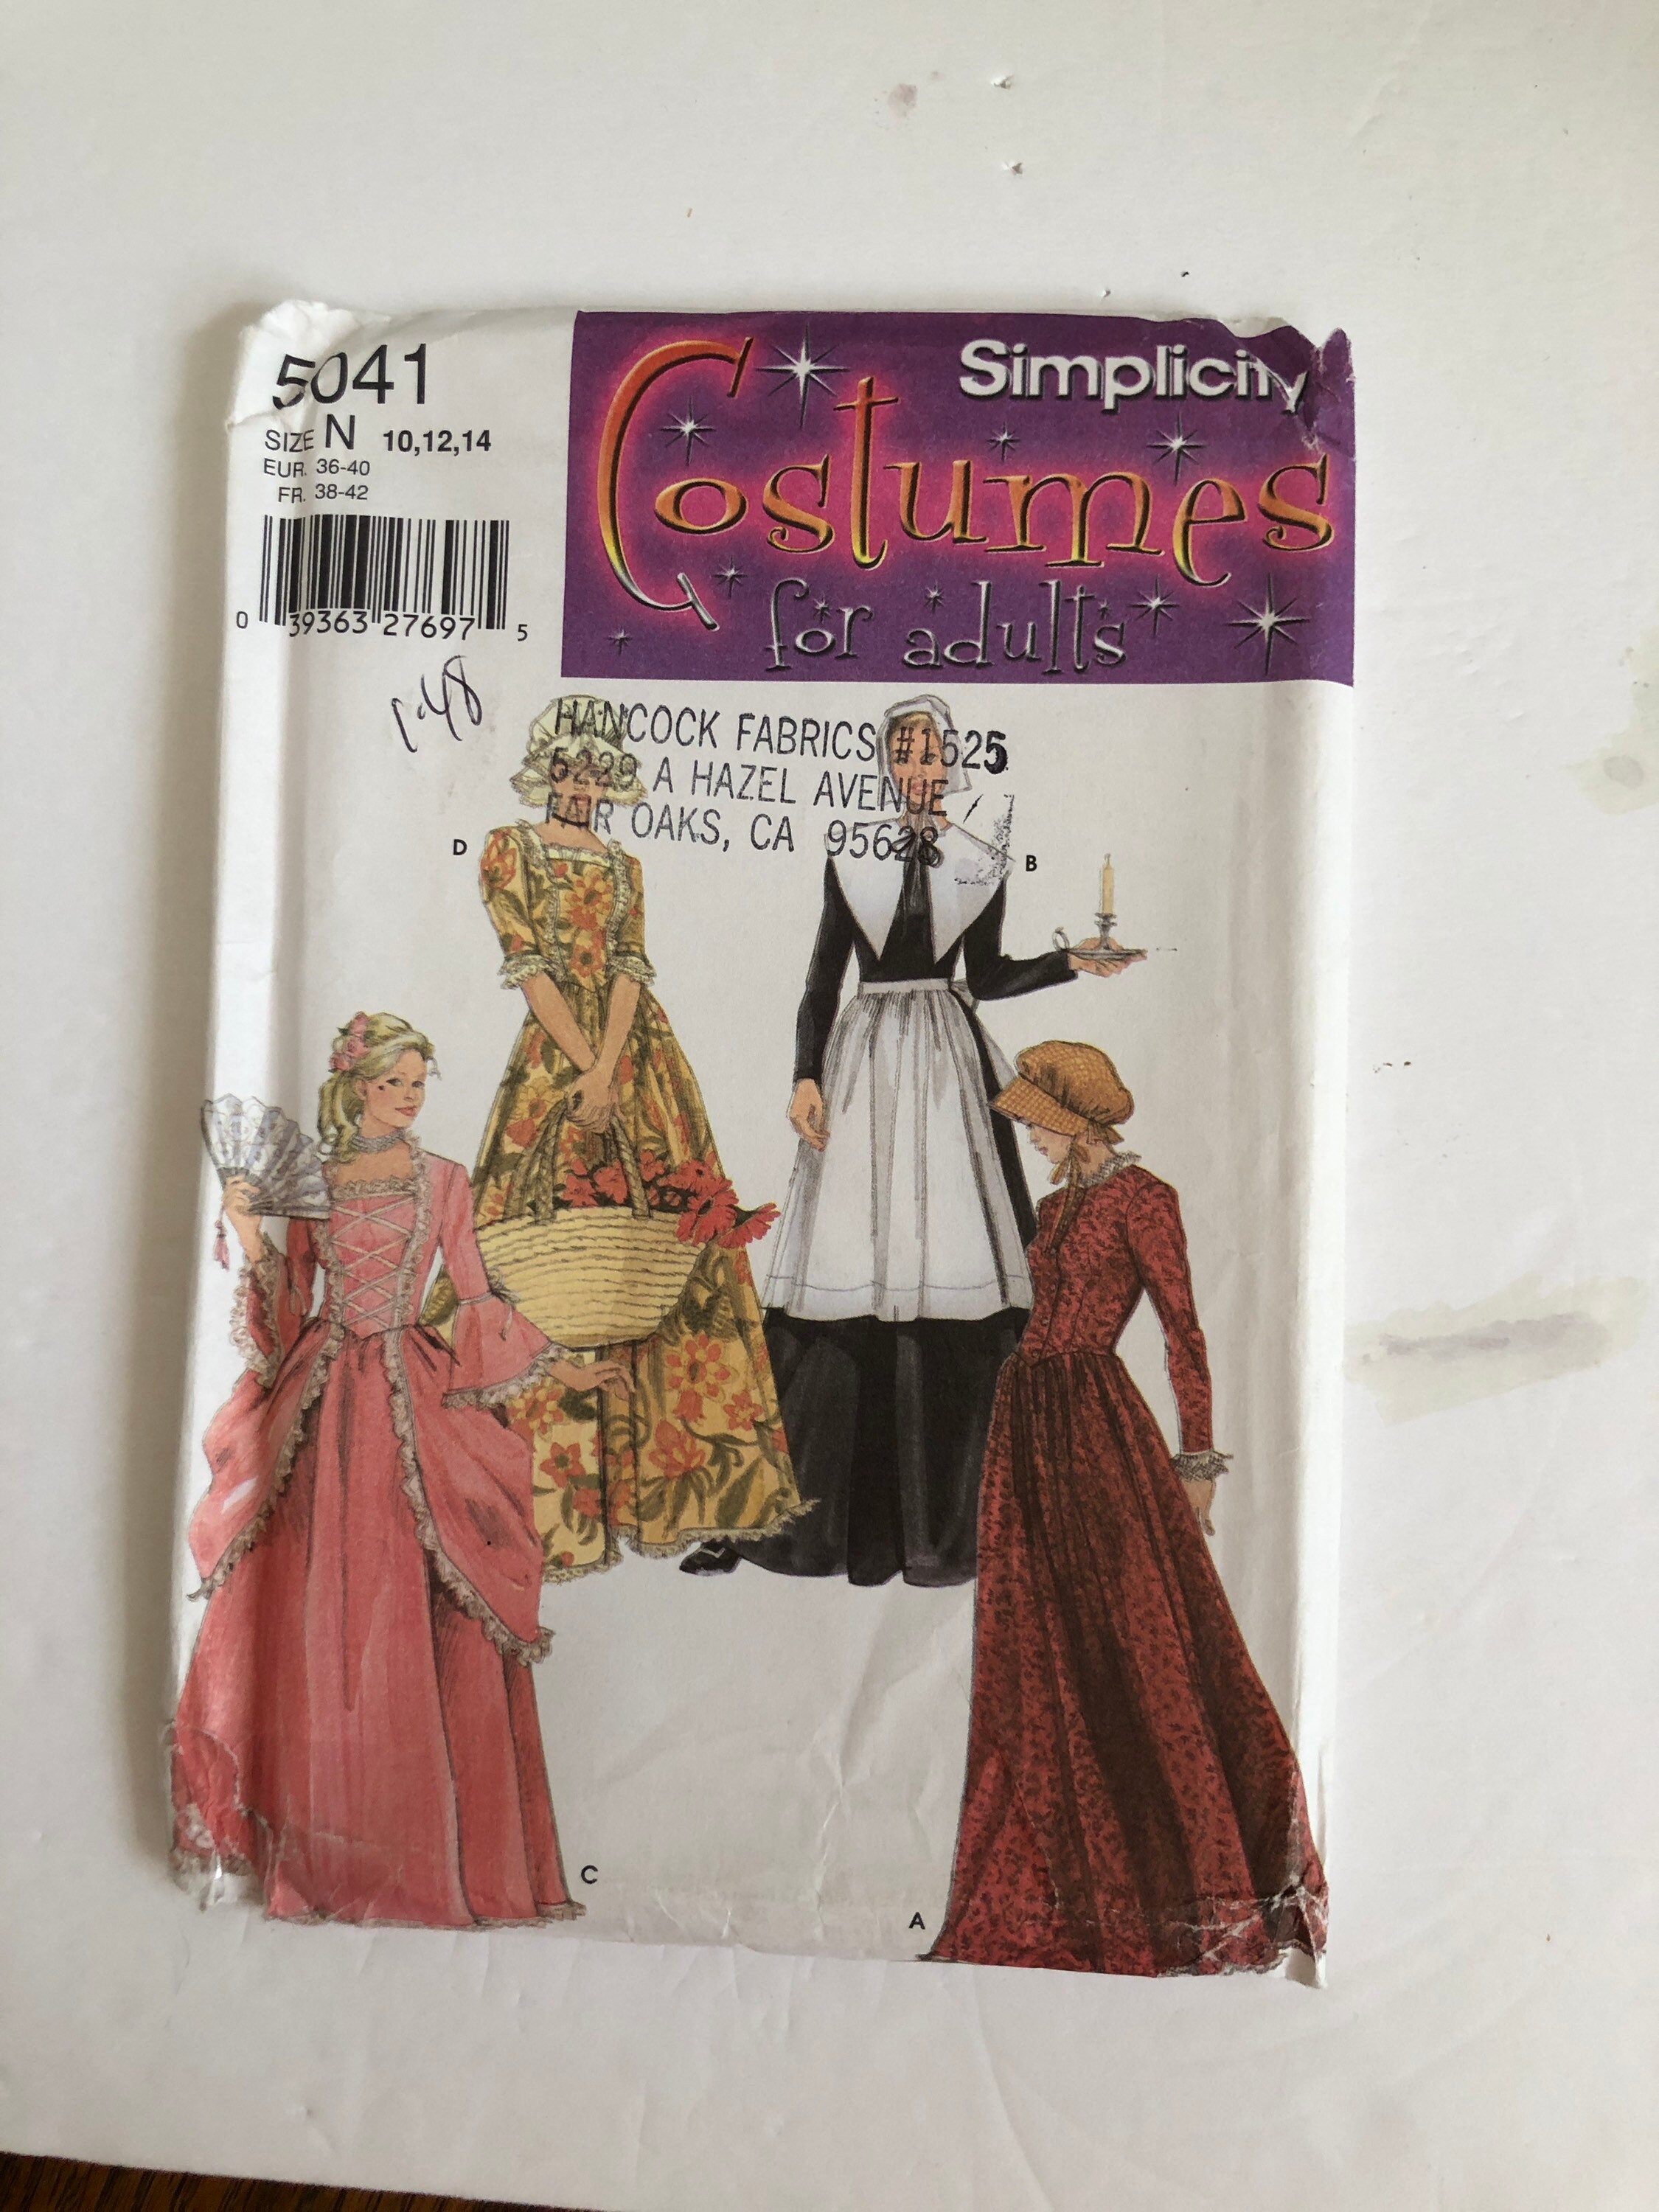 5041
SIZE N 10,12,14
EUR. 36-40
FR. 38-42
0 39363 27697 5
1.48
Simplicity
Costumes
for adults
HANCOCK FABRICS #1525
5229 A HAZEL AVENUE
FAIR OAKS, CA 95628
D
B
C
A